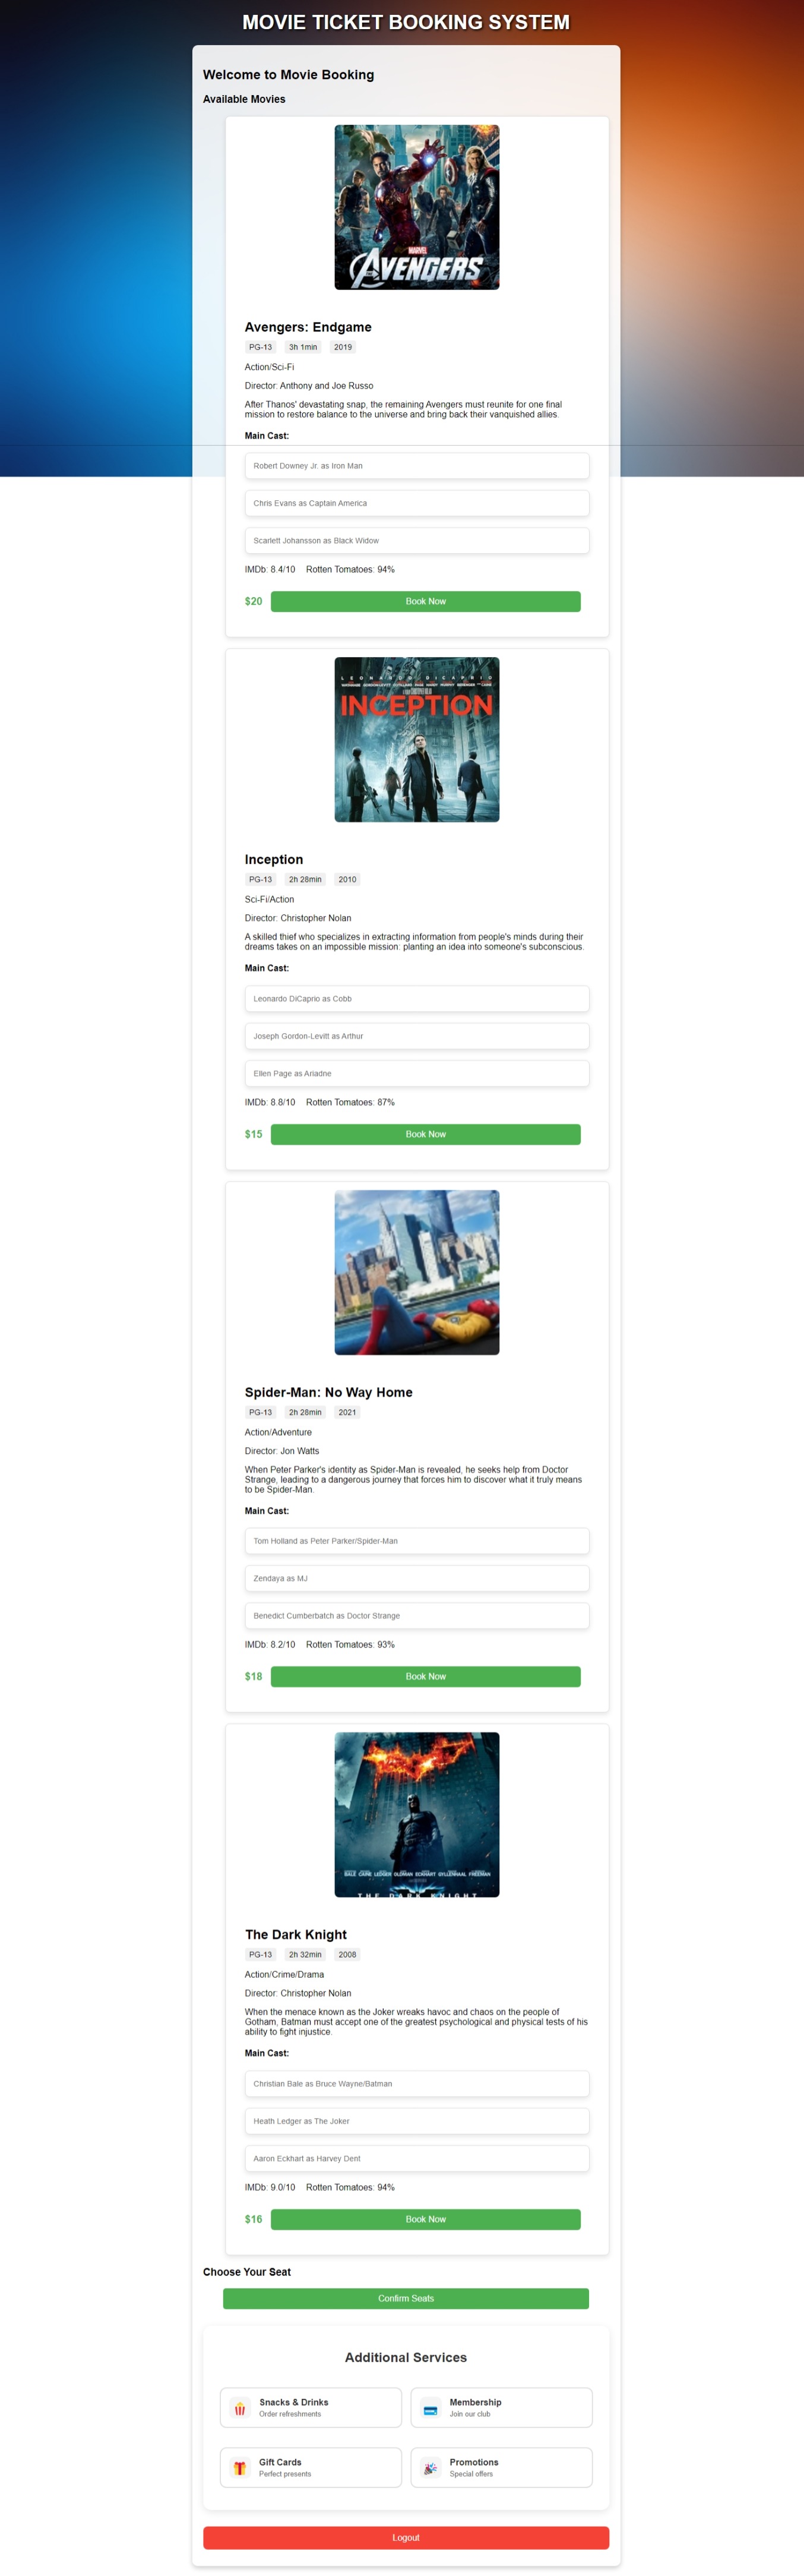 MOVIE TICKET BOOKING SYSTEM
Welcome to Movie Booking
Available Movies
MARVEL
AVENGERS
Avengers: Endgame
PG-13 3h 1min 2019
Action/Sci-Fi
Director: Anthony and Joe Russo
After Thanos' devastating snap, the remaining Avengers must reunite for one final
mission to restore balance to the universe and bring back their vanquished allies.
Main Cast:
Robert Downey Jr. as Iron Man
Chris Evans as Captain America
Scarlett Johansson as Black Widow
IMDb: 8.4/10 Rotten Tomatoes: 94%
$20 Book Now
LEONARDO DICAPRIO
INCEPTION
Inception
PG-13 2h 28min 2010
Sci-Fi/Action
Director: Christopher Nolan
A skilled thief who specializes in extracting information from people's minds during their
dreams takes on an impossible mission: planting an idea into someone's subconscious.
Main Cast:
Leonardo DiCaprio as Cobb
Joseph Gordon-Levitt as Arthur
Ellen Page as Ariadne
IMDb: 8.8/10 Rotten Tomatoes: 87%
$15 Book Now
Spider-Man: No Way Home
PG-13 2h 28min 2021
Action/Adventure
Director: Jon Watts
When Peter Parker's identity as Spider-Man is revealed, he seeks help from Doctor
Strange, leading to a dangerous journey that forces him to discover what it truly means
to be Spider-Man.
Main Cast:
Tom Holland as Peter Parker/Spider-Man
Zendaya as MJ
Benedict Cumberbatch as Doctor Strange
IMDb: 8.2/10 Rotten Tomatoes: 93%
$18 Book Now
BALE CAINE LEDGER OLDMAN ECKHART GYLLENHAAL FREEMAN
THE DARK KNIGHT
The Dark Knight
PG-13 2h 32min 2008
Action/Crime/Drama
Director: Christopher Nolan
When the menace known as the Joker wreaks havoc and chaos on the people of
Gotham, Batman must accept one of the greatest psychological and physical tests of his
ability to fight injustice.
Main Cast:
Christian Bale as Bruce Wayne/Batman
Heath Ledger as The Joker
Aaron Eckhart as Harvey Dent
IMDb: 9.0/10 Rotten Tomatoes: 94%
$16 Book Now
Choose Your Seat
Confirm Seats
Additional Services
Snacks & Drinks
Order refreshments
Membership
Join our club
Gift Cards
Perfect presents
Promotions
Special offers
Logout